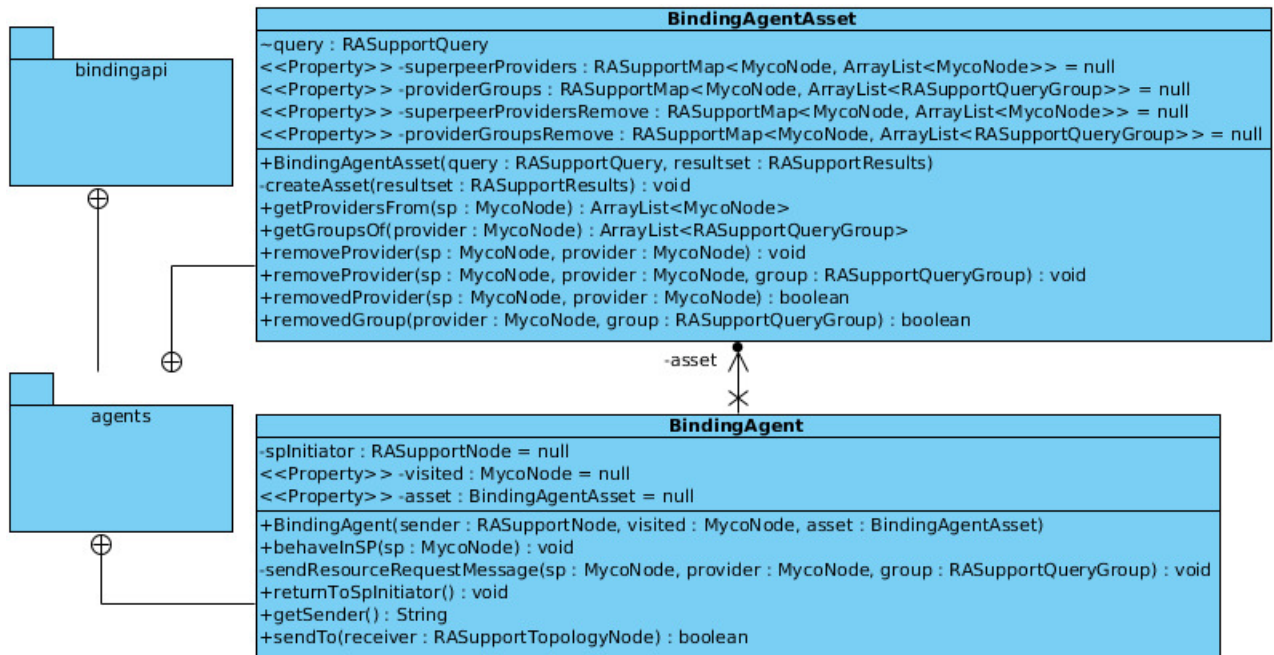 bindingapi
BindingAgentAsset
~query : RASupportQuery
<<Property>> -superpeerProviders : RASupportMap<MycoNode, ArrayList<MycoNode>> = null
<<Property>> -providerGroups : RASupportMap<MycoNode, ArrayList<RASupportQueryGroup>> = null
<<Property>> -superpeerProvidersRemove : RASupportMap<MycoNode, ArrayList<MycoNode>> = null
<<Property>> -providerGroupsRemove : RASupportMap<MycoNode, ArrayList<RASupportQueryGroup>> = null
+BindingAgentAsset(query : RASupportQuery, resultset : RASupportResults)
-createAsset(resultset : RASupportResults) : void
+getProvidersFrom(sp : MycoNode) : ArrayList<MycoNode>
+getGroupsOf(provider : MycoNode) : ArrayList<RASupportQueryGroup>
+removeProvider(sp : MycoNode, provider : MycoNode) : void
+removeProvider(sp : MycoNode, provider : MycoNode, group : RASupportQueryGroup) : void
+removedProvider(sp : MycoNode, provider : MycoNode) : boolean
+removedGroup(provider : MycoNode, group : RASupportQueryGroup) : boolean
-asset
agents
BindingAgent
-spInitiator : RASupportNode = null
<<Property>> -visited : MycoNode = null
<<Property>> -asset : BindingAgentAsset = null
+BindingAgent(sender : RASupportNode, visited : MycoNode, asset : BindingAgentAsset)
+behaveInSP(sp : MycoNode) : void
-sendResourceRequestMessage(sp : MycoNode, provider : MycoNode, group : RASupportQueryGroup) : void
+returnToSpInitiator() : void
+getSender() : String
+sendTo(receiver : RASupportTopologyNode) : boolean